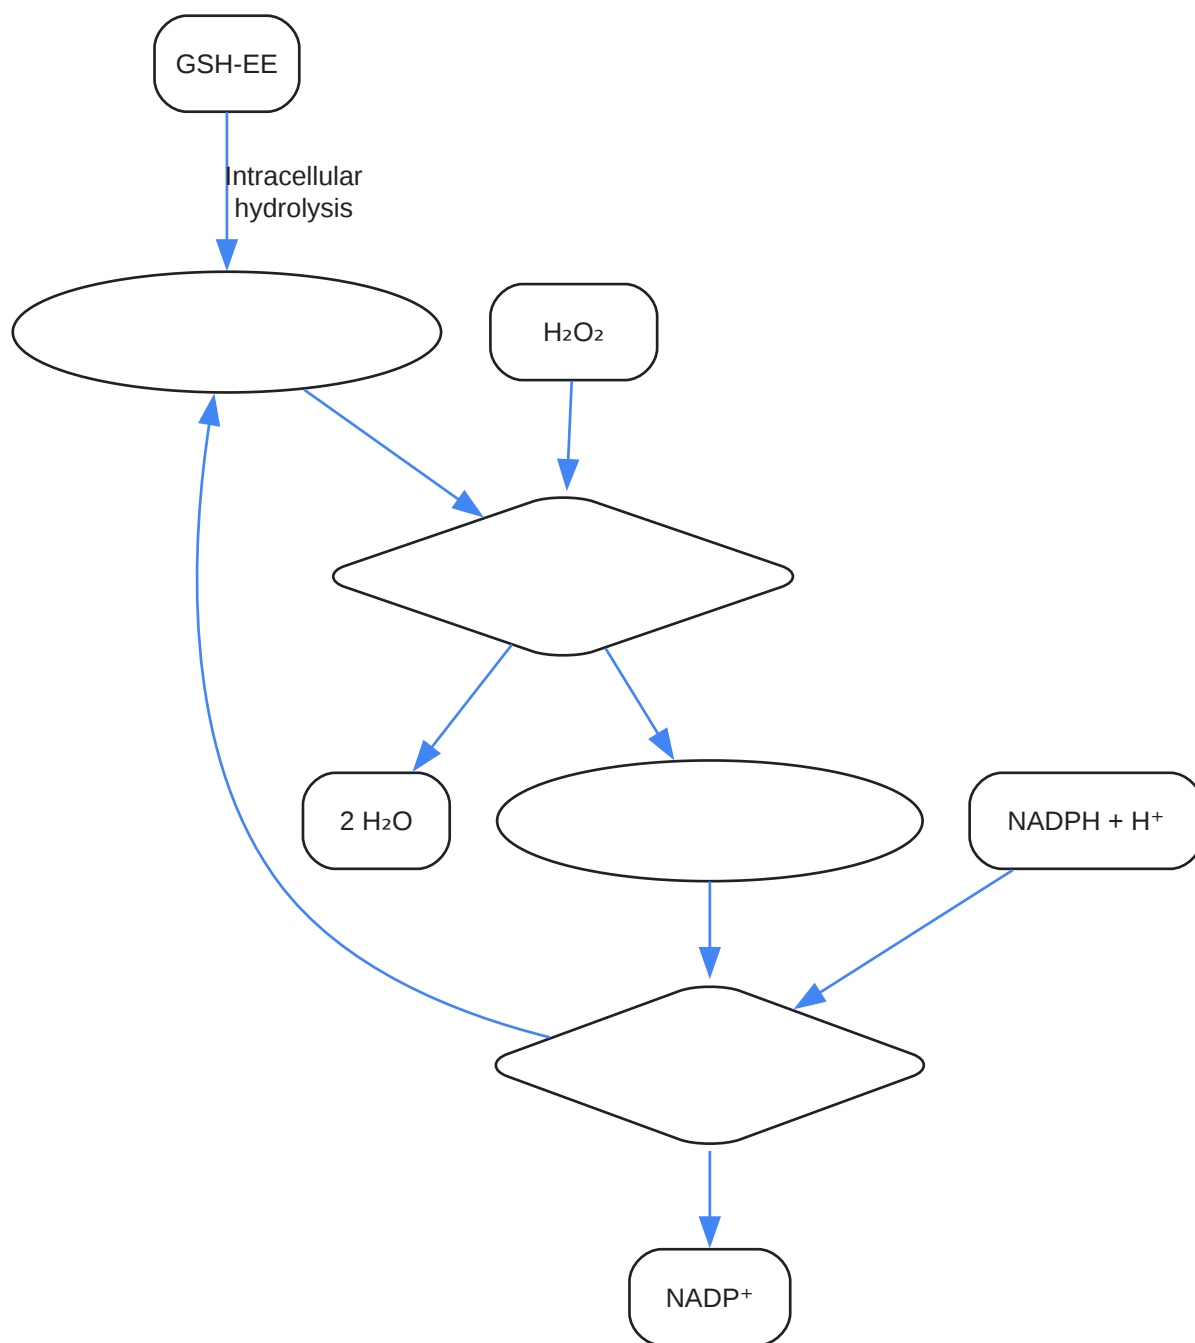 GSH-EE
Intracellular
hydrolysis
H₂O₂
2 H₂O
NADPH + H⁺
NADP⁺